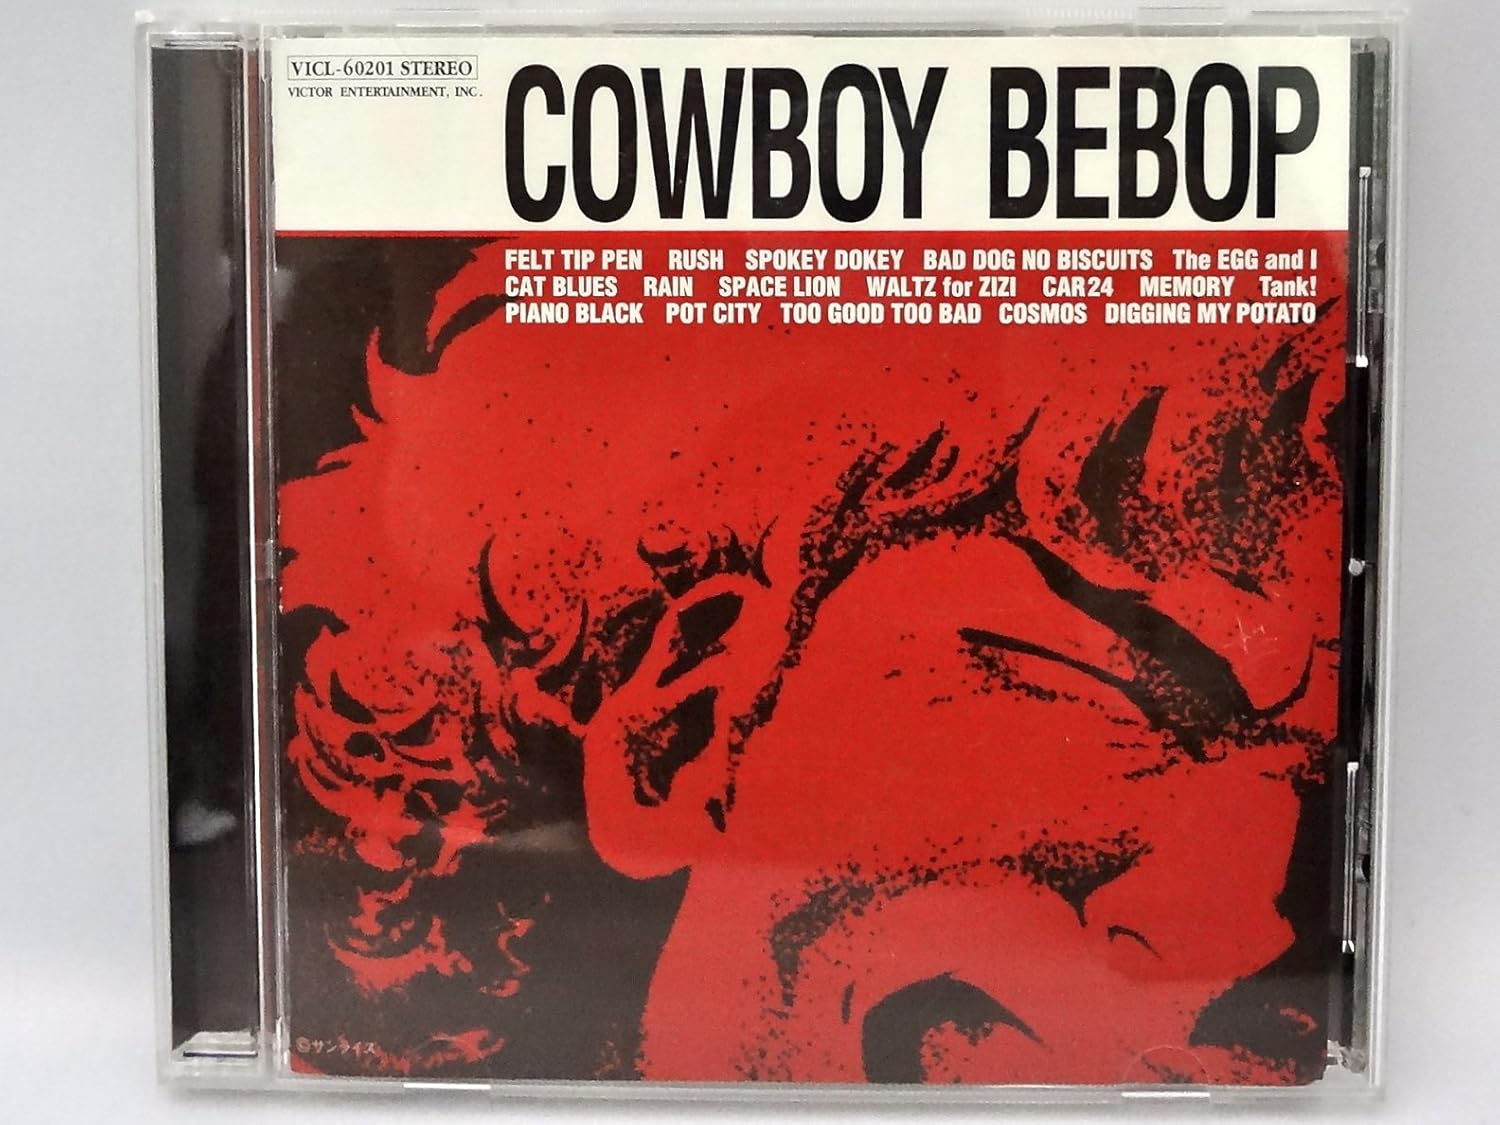 VICL-60201 STEREO
VICTOR ENTERTAINMENT, INC.
COWBOY BEBOP
FELT TIP PEN RUSH SPOKEY DOKEY BAD DOG NO BISCUITS The EGG and I
CAT BLUES RAIN SPACE LION WALTZ for ZIZI CAR 24 MEMORY Tank!
PIANO BLACK POT CITY TOO GOOD TOO BAD COSMOS DIGGING MY POTATO
©サンライズ